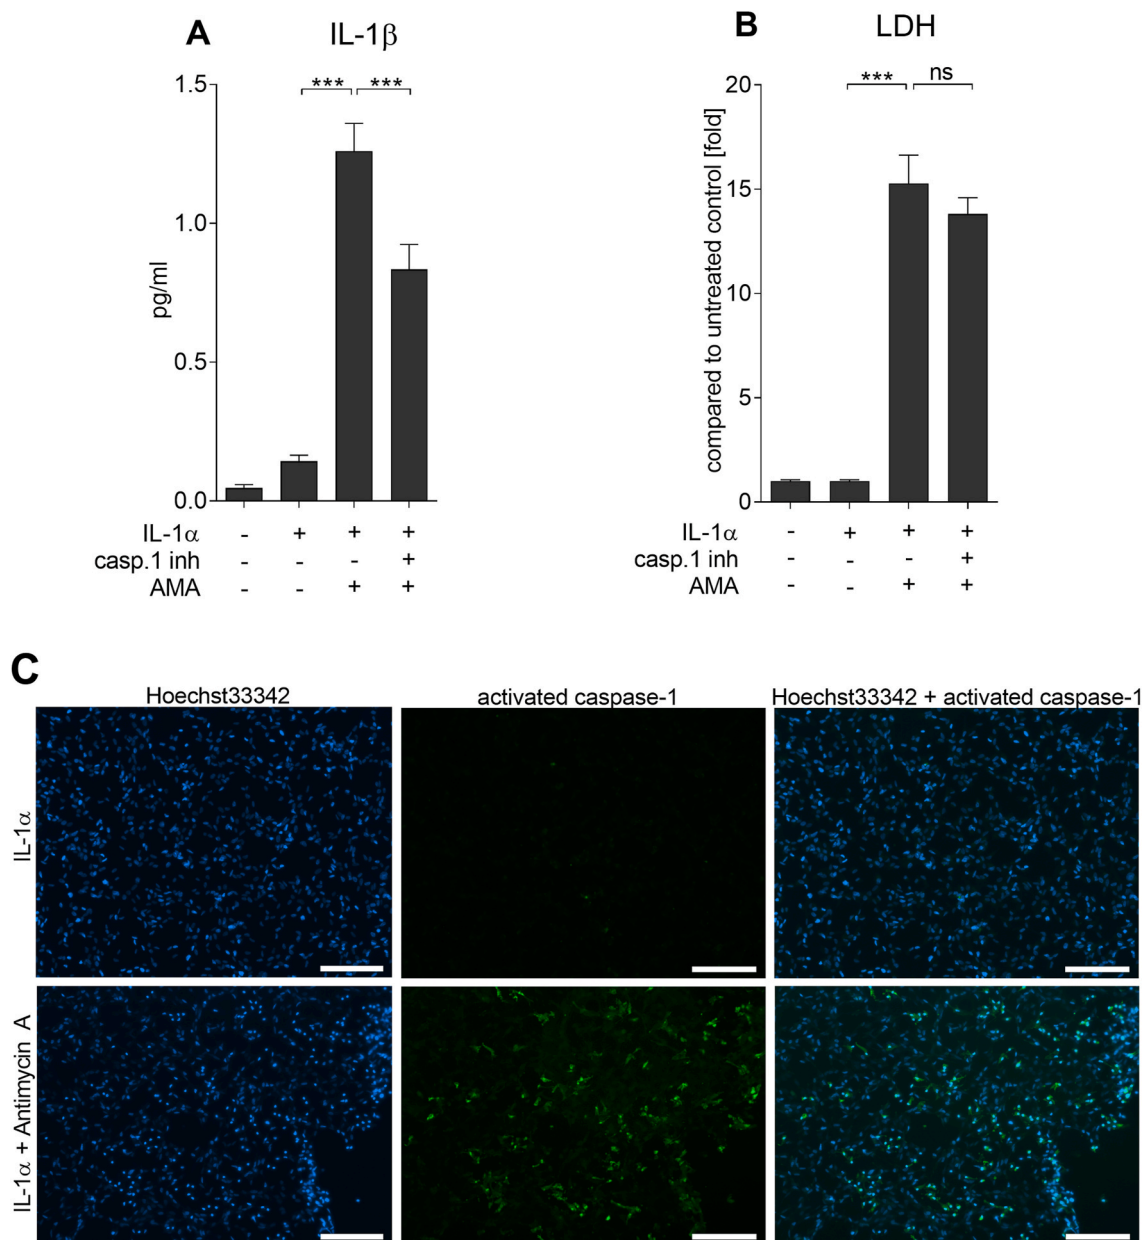 A
IL-1β
1.5
1.0
0.5
0.0
pg/ml
*** ***
IL-1α - + + +
casp.1 inh - - - +
AMA - - + +
B
LDH
20
15
10
5
0
compared to untreated control [fold]
*** ns
IL-1α - + + +
casp.1 inh - - - +
AMA - - + +
C
Hoechst33342 activated caspase-1 Hoechst33342 + activated caspase-1
IL-1α
IL-1α + Antimycin A